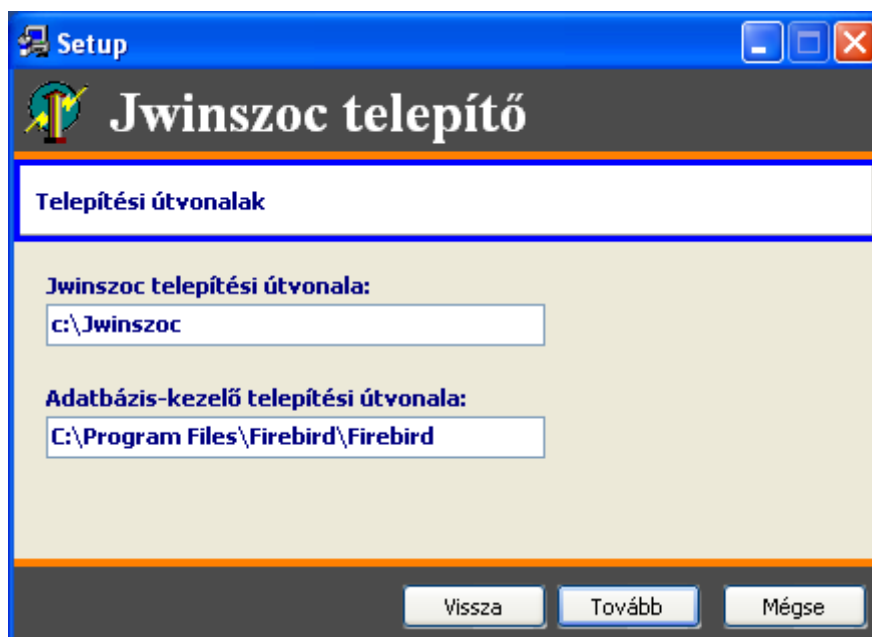 Setup
Jwinszoc telepítő
Telepítési útvonalak
Jwinszoc telepítési útvonala:
c:\Jwinszoc
Adatbázis-kezelő telepítési útvonala:
C:\Program Files\Firebird\Firebird
Vissza Tovább Mégse